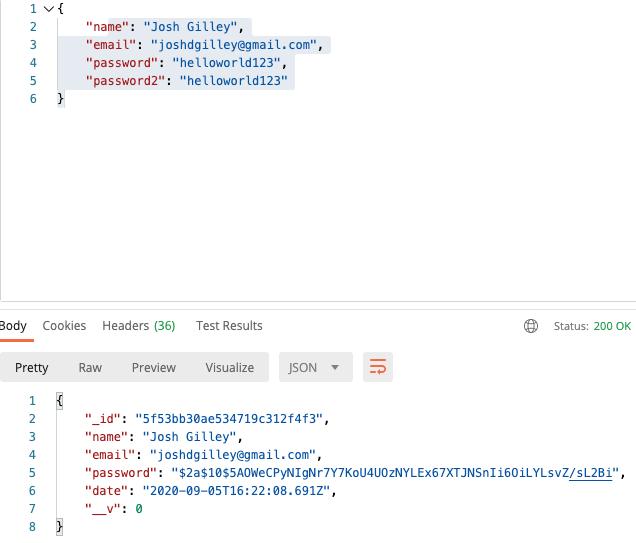 1 {
2 "name": "Josh Gilley",
3 "email": "joshdgilley@gmail.com",
4 "password": "helloworld123",
5 "password2": "helloworld123"
6 }
Body Cookies Headers (36) Test Results Status: 200 OK
Pretty Raw Preview Visualize JSON
1 {
2 "_id": "5f53bb30ae534719c312f4f3",
3 "name": "Josh Gilley",
4 "email": "joshdgilley@gmail.com",
5 "password": "$2a$10$5AOWeCPyNIgNr7Y7KoU4UOzNYLEx67XTJNSnIi6OiLYLsvZ/sL2Bi",
6 "date": "2020-09-05T16:22:08.691Z",
7 "__v": 0
8 }